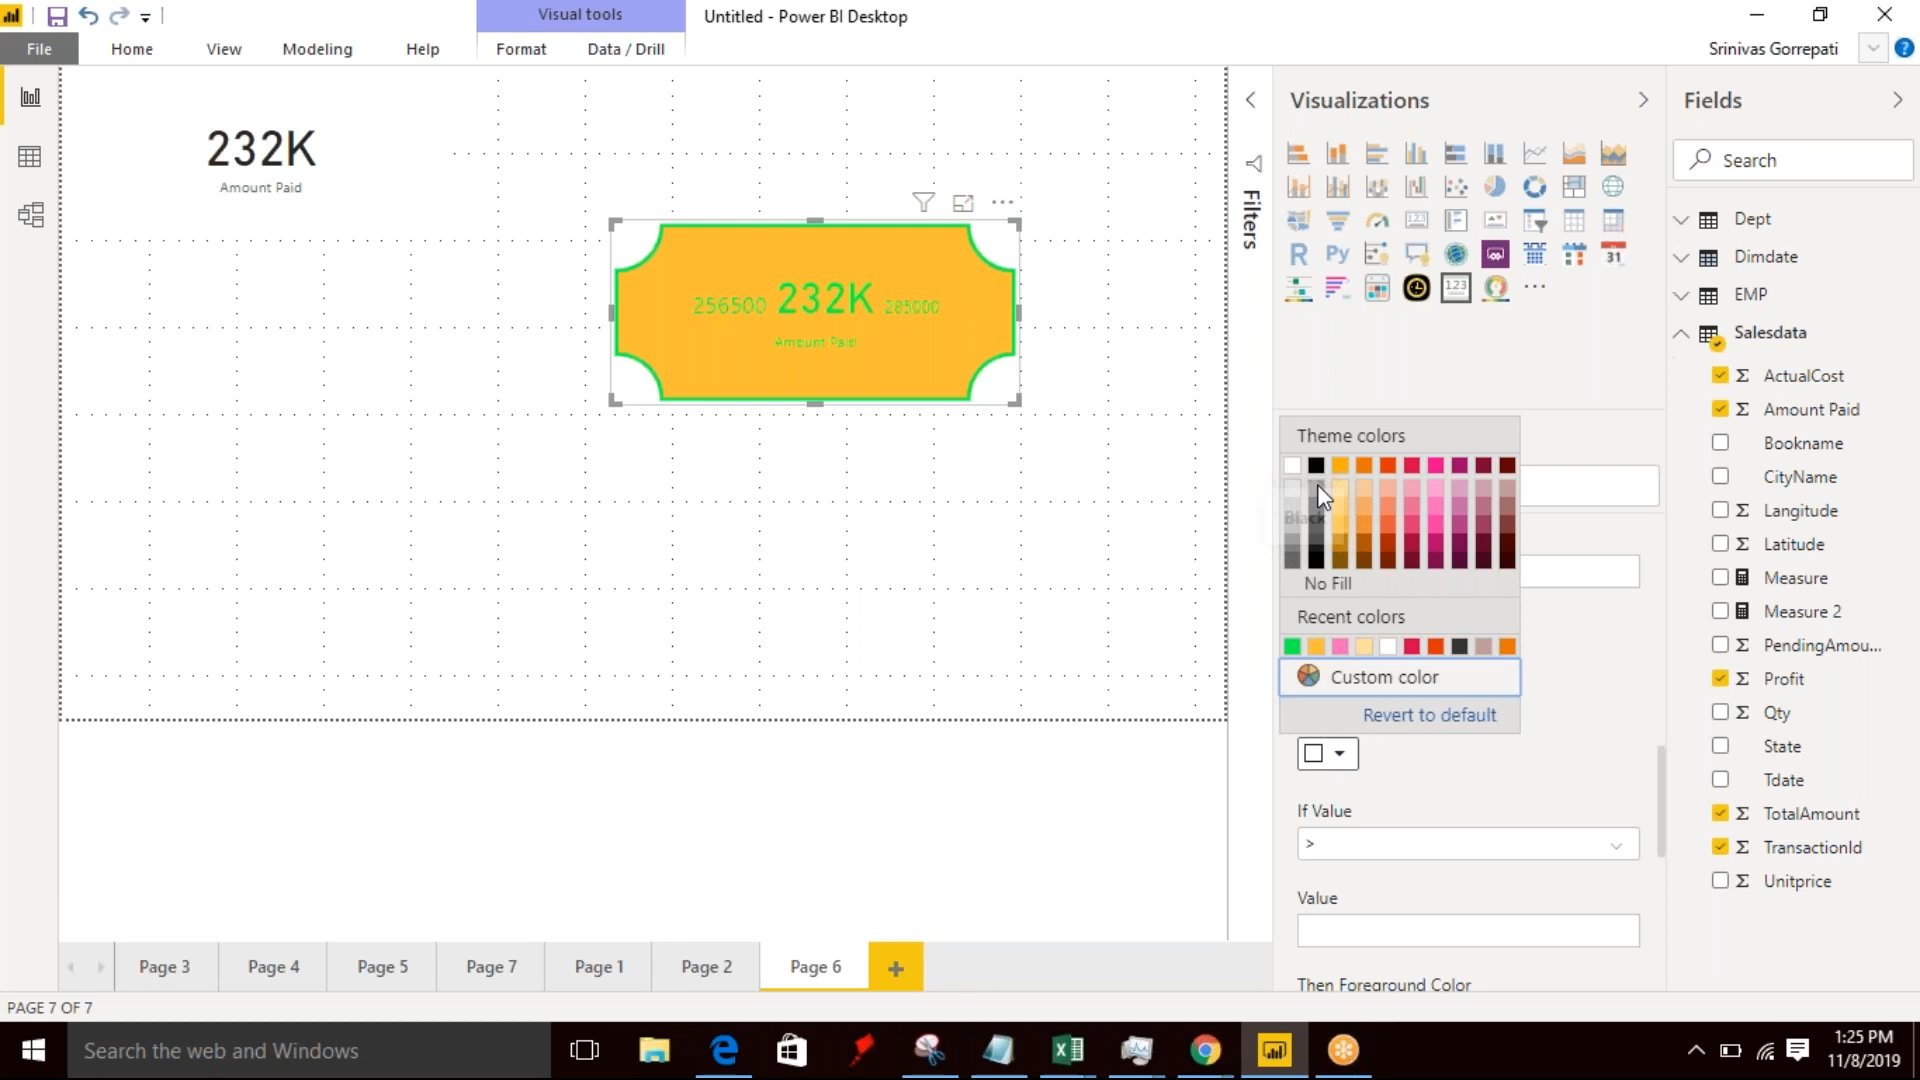 Visual tools
Untitled - Power BI Desktop
File
Home
View
Modeling
Help
Format
Data / Drill
Srinivas Gorrepati
?
232K
Amount Paid
256500 232K 285000
Amount Paid
Filters
Visualizations
R
Py
31
123
123
Theme colors
Black
No Fill
Recent colors
Custom color
Revert to default
If Value
>
Value
Then Foreground Color
Fields
Search
Dept
Dimdate
EMP
Salesdata
Σ ActualCost
Σ Amount Paid
Bookname
CityName
Σ Langitude
Σ Latitude
Measure
Measure 2
Σ PendingAmou...
Σ Profit
Σ Qty
State
Tdate
Σ TotalAmount
Σ TransactionId
Σ Unitprice
Page 3
Page 4
Page 5
Page 7
Page 1
Page 2
Page 6
PAGE 7 OF 7
Search the web and Windows
1:25 PM
11/8/2019